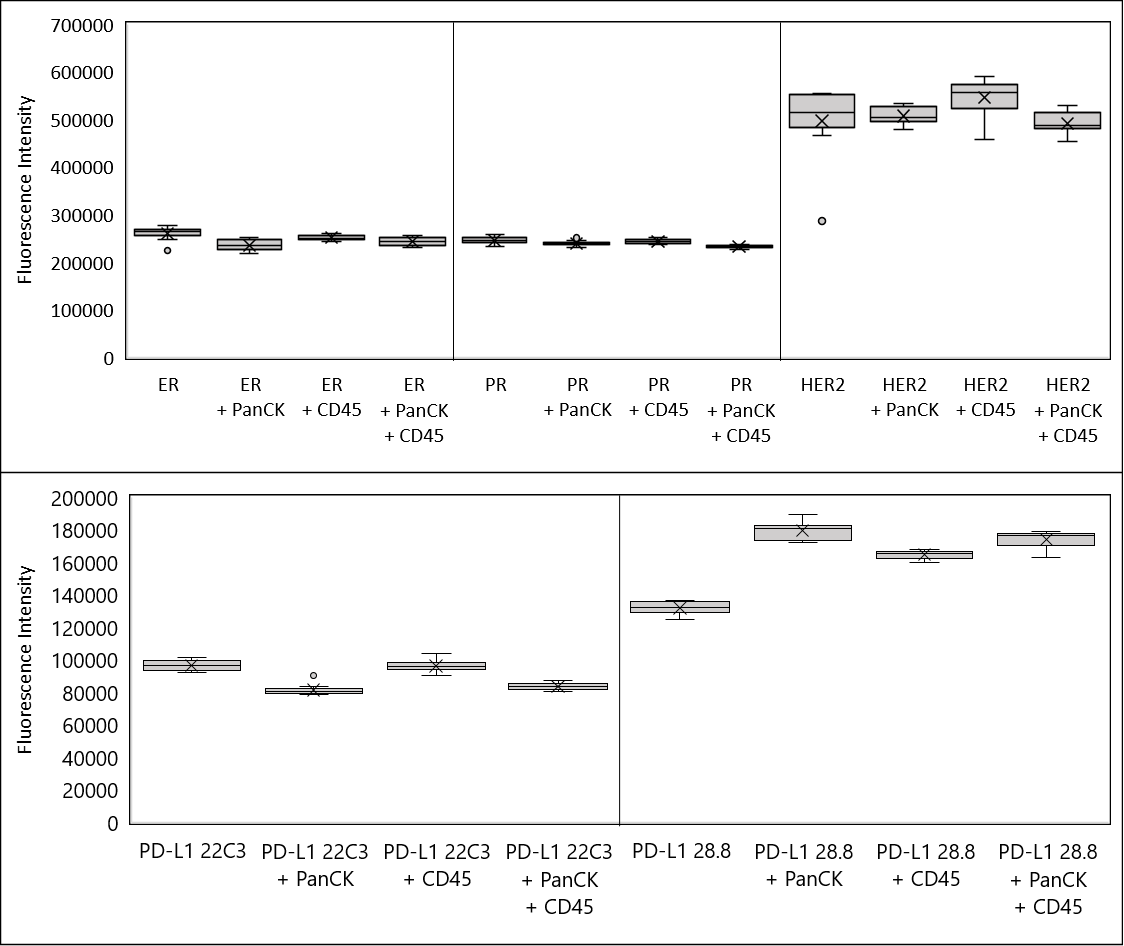 700000
600000
500000
400000
300000
200000
100000
0
Fluorescence Intensity
ER
ER
+ PanCK
ER
+ CD45
ER
+ PanCK
+ CD45
PR
PR
+ PanCK
PR
+ CD45
PR
+ PanCK
+ CD45
HER2
HER2
+ PanCK
HER2
+ CD45
HER2
+ PanCK
+ CD45
200000
180000
160000
140000
120000
100000
80000
60000
40000
20000
0
Fluorescence Intensity
PD-L1 22C3
PD-L1 22C3
+ PanCK
PD-L1 22C3
+ CD45
PD-L1 22C3
+ PanCK
+ CD45
PD-L1 28.8
PD-L1 28.8
+ PanCK
PD-L1 28.8
+ CD45
PD-L1 28.8
+ PanCK
+ CD45